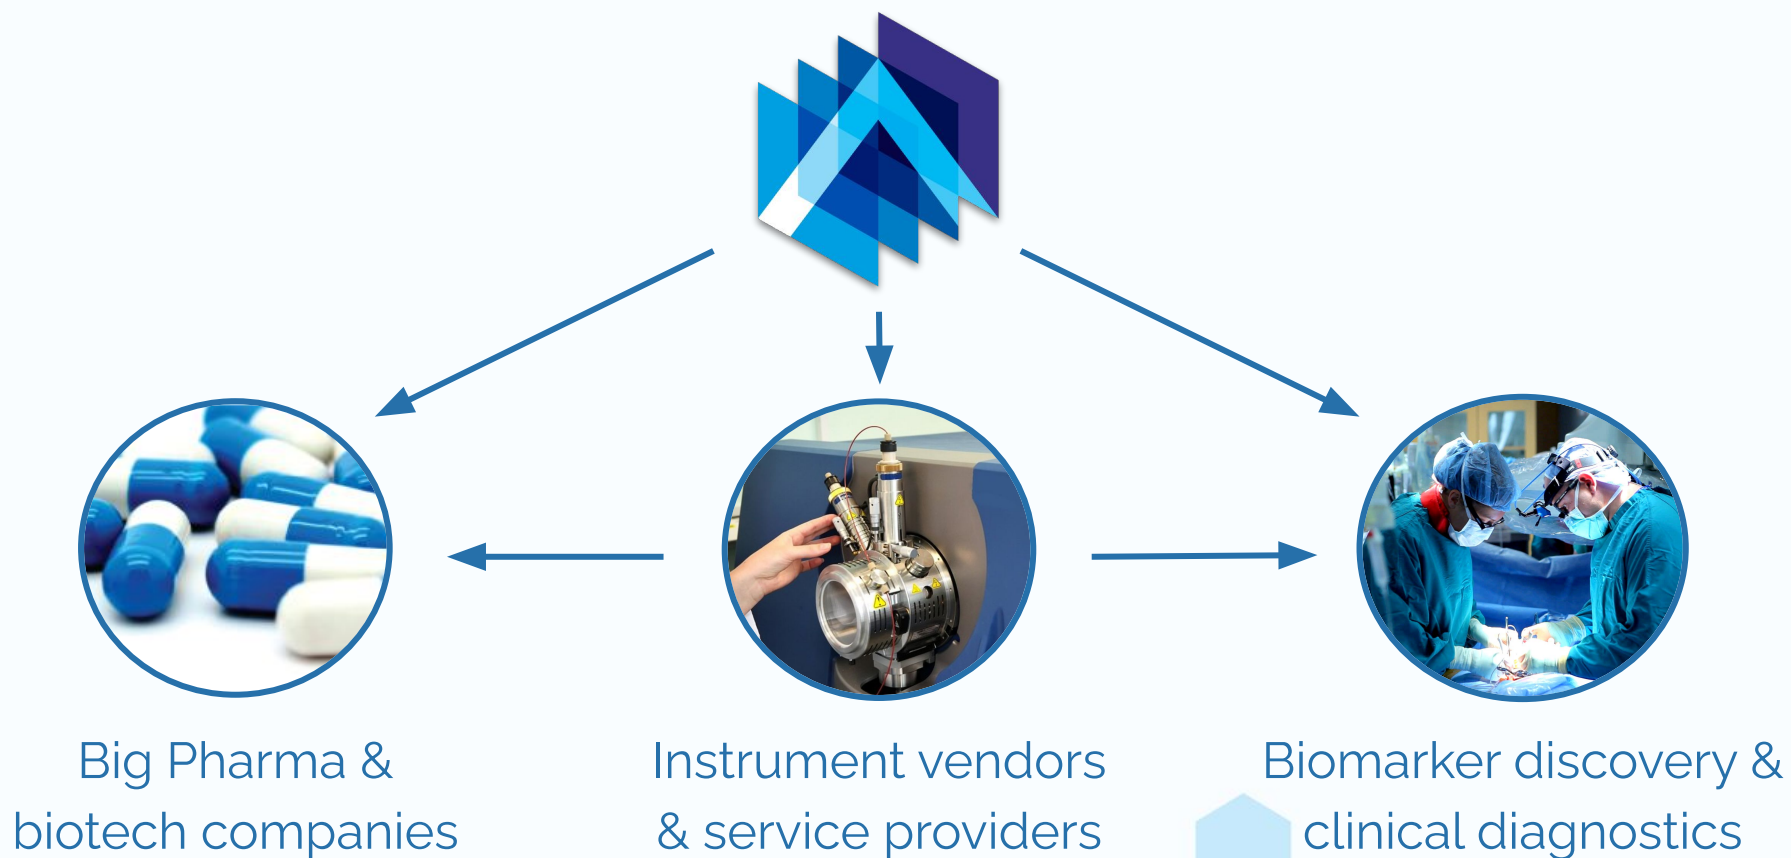 Big Pharma &
biotech companies
Instrument vendors
& service providers
Biomarker discovery &
clinical diagnostics